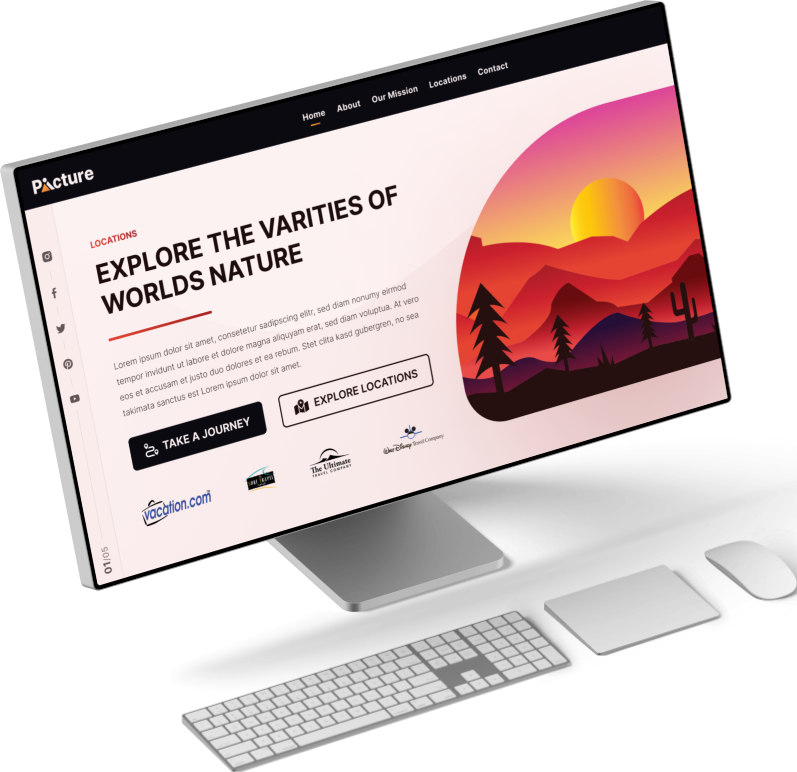 Picture
Home About Our Mission Locations Contact
LOCATIONS
EXPLORE THE VARITIES OF
WORLDS NATURE
Lorem ipsum dolor sit amet, consetetur sadipscing elitr, sed diam nonumy eirmod
tempor invidunt ut labore et dolore magna aliquyam erat, sed diam voluptua. At vero
eos et accusam et justo duo dolores et ea rebum. Stet clita kasd gubergren, no sea
takimata sanctus est Lorem ipsum dolor sit amet.
TAKE A JOURNEY
EXPLORE LOCATIONS
vacation.com
The Ultimate
TRAVEL COMPANY
Walt Disney Travel Company
01/05